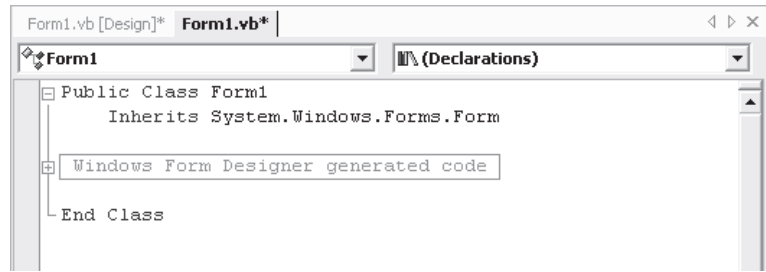 Form1.vb [Design]* Form1.vb*
Form1 (Declarations)
Public Class Form1
Inherits System.Windows.Forms.Form
Windows Form Designer generated code
End Class